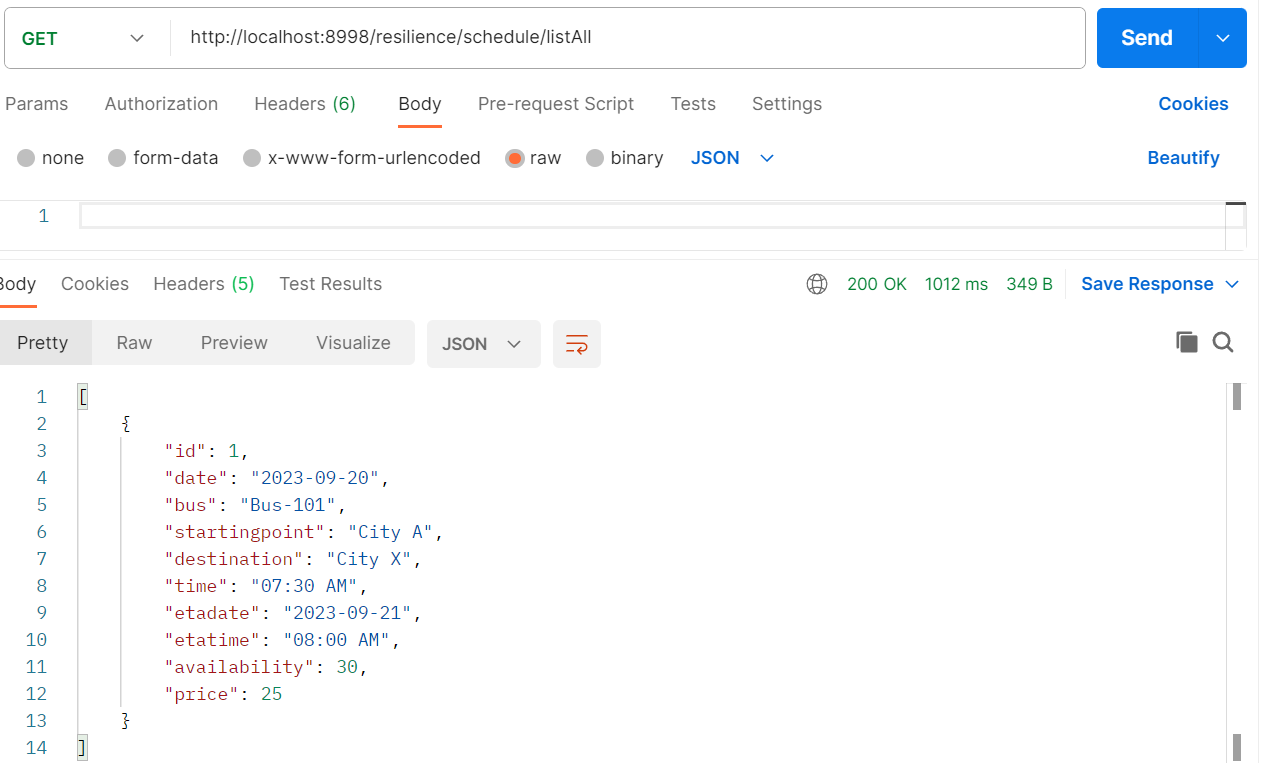 GET http://localhost:8998/resilience/schedule/listAll Send
Params Authorization Headers (6) Body Pre-request Script Tests Settings Cookies
none form-data x-www-form-urlencoded raw binary JSON Beautify
1
Body Cookies Headers (5) Test Results 200 OK 1012 ms 349 B Save Response
Pretty Raw Preview Visualize JSON
1 [
2 {
3 "id": 1,
4 "date": "2023-09-20",
5 "bus": "Bus-101",
6 "startingpoint": "City A",
7 "destination": "City X",
8 "time": "07:30 AM",
9 "etadate": "2023-09-21",
10 "etatime": "08:00 AM",
11 "availability": 30,
12 "price": 25
13 }
14 ]